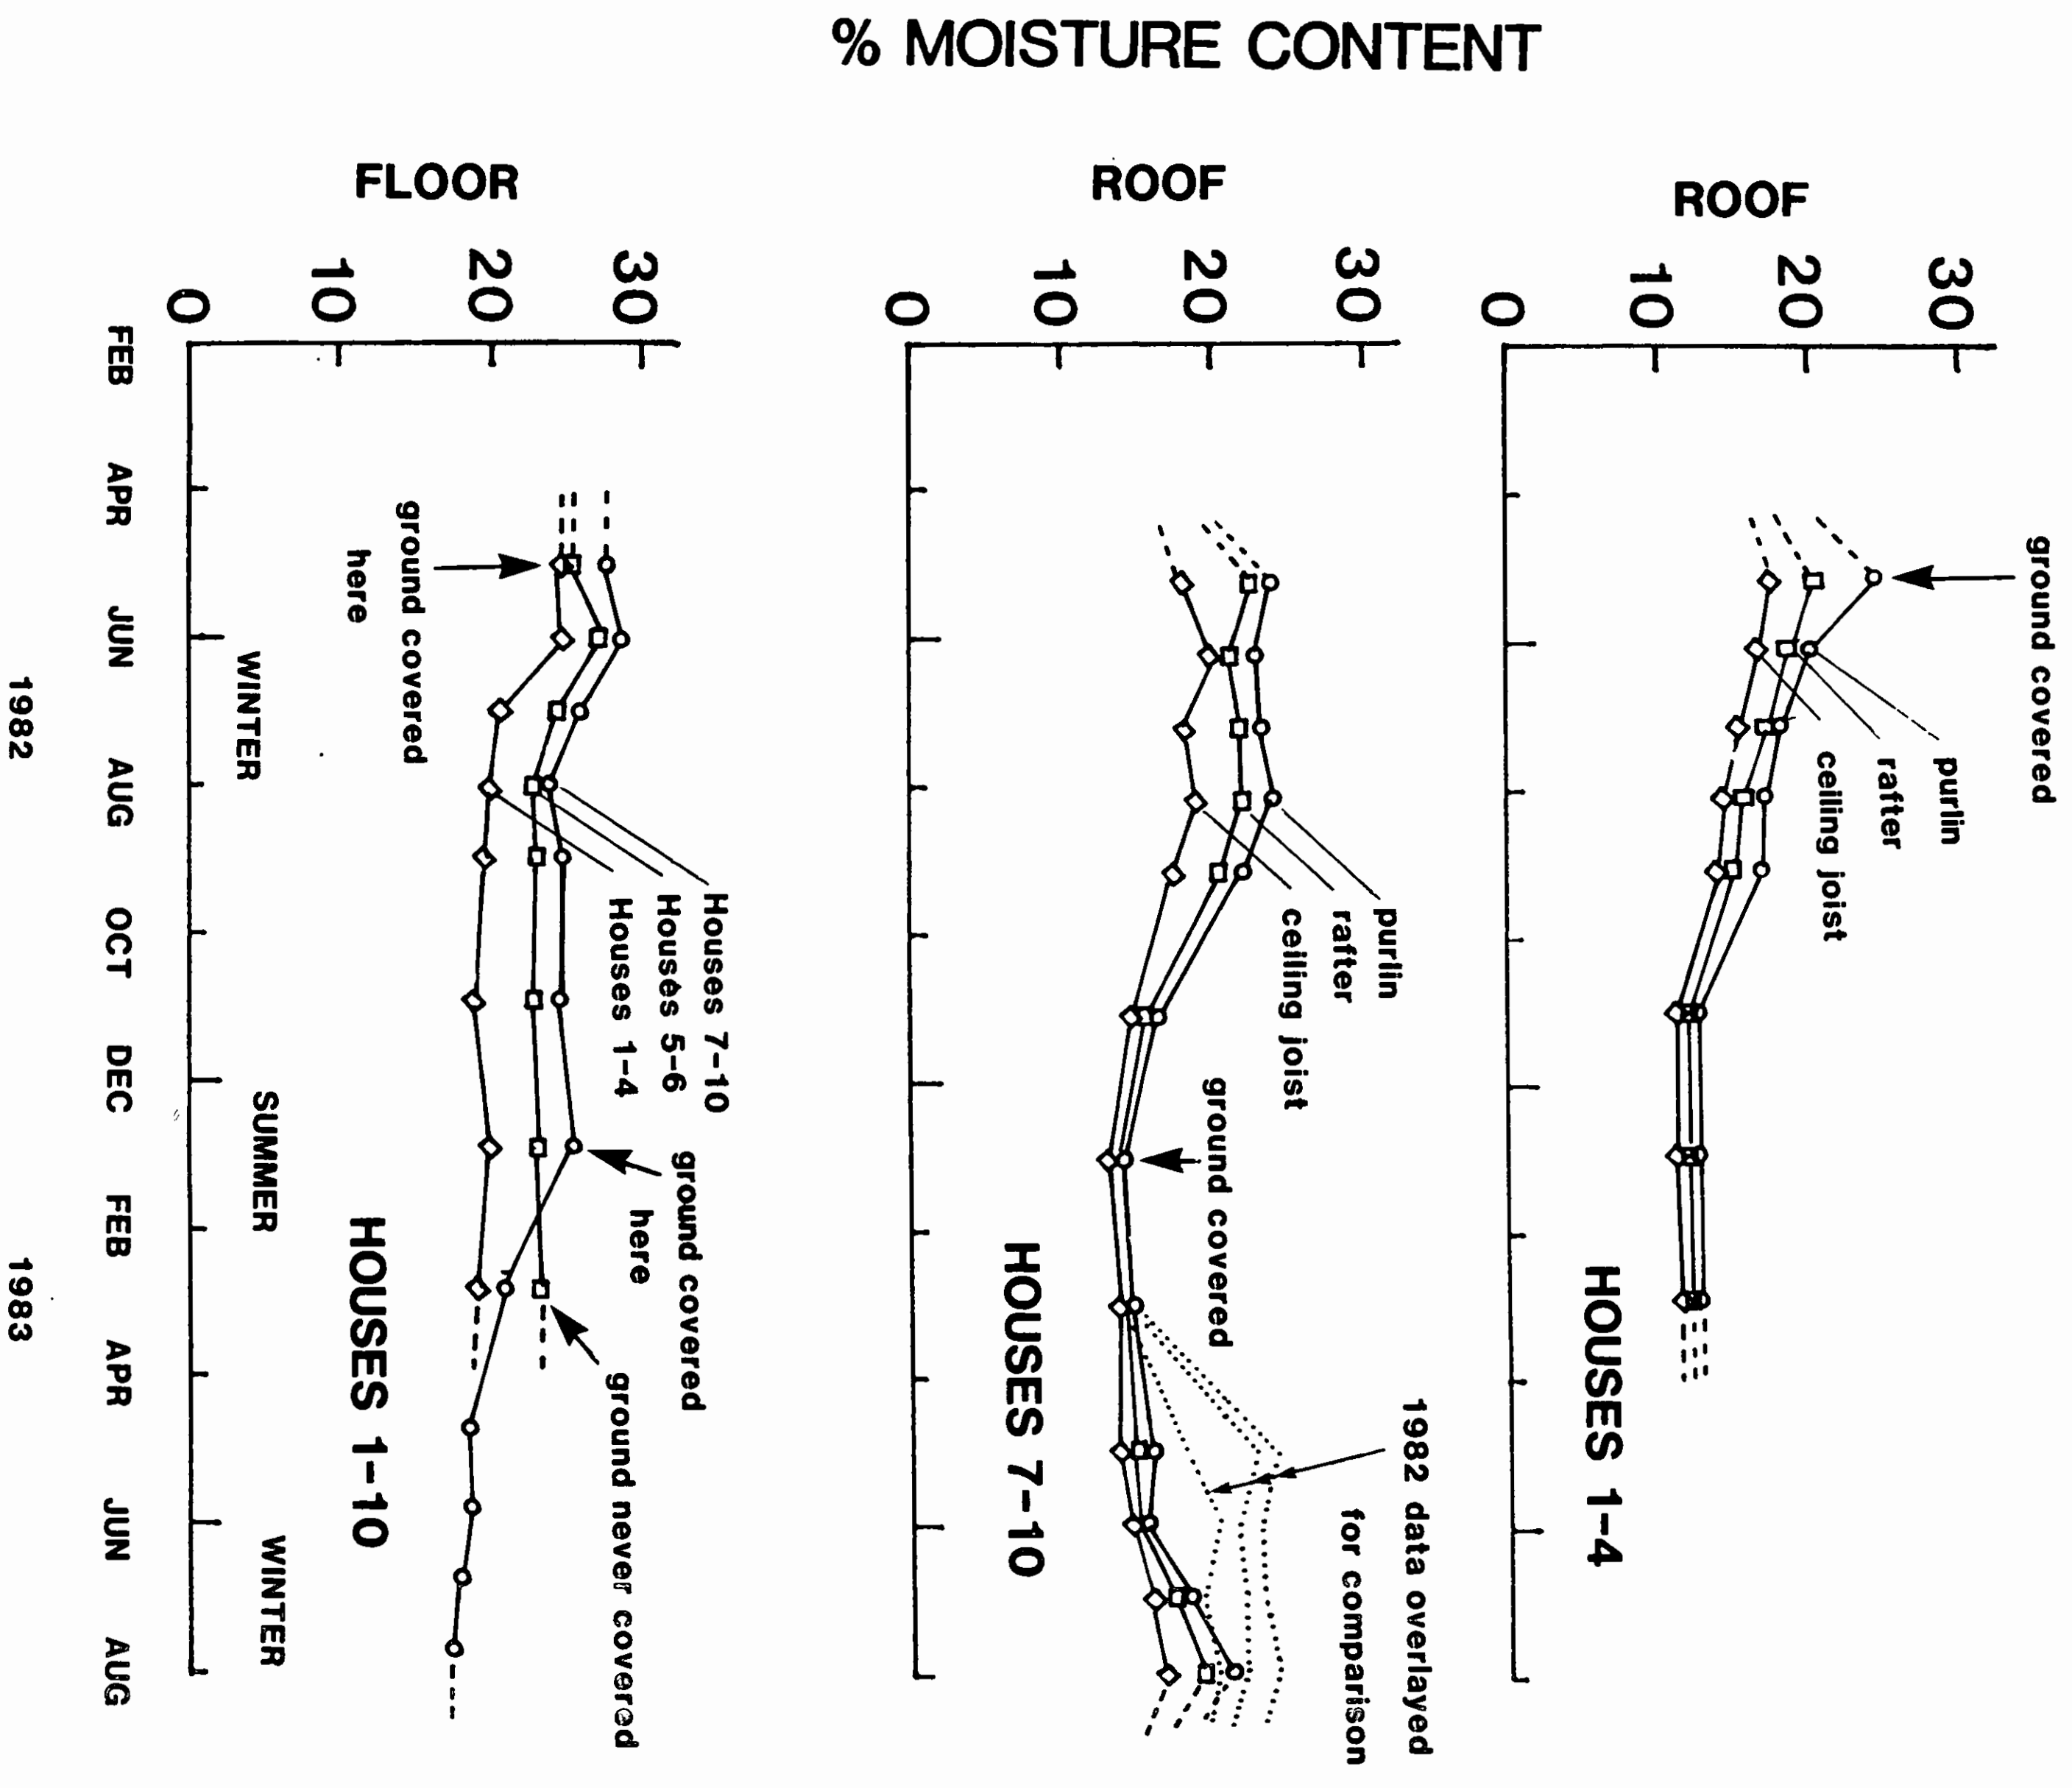 % MOISTURE CONTENT
ROOF
30
20
10
0
ground covered
purlin
rafter
ceiling joist
HOUSES 1-4
ROOF
30
20
10
0
purlin
rafter
ceiling joist
ground covered
1982 data overlayed
for comparison
HOUSES 7-10
FLOOR
30
20
10
0
ground covered
here
Houses 7-10
Houses 5-6
Houses 1-4
ground covered
here
ground never covered
HOUSES 1-10
WINTER
SUMMER
WINTER
FEB APR JUN AUG OCT DEC FEB APR JUN AUG
1982 1983